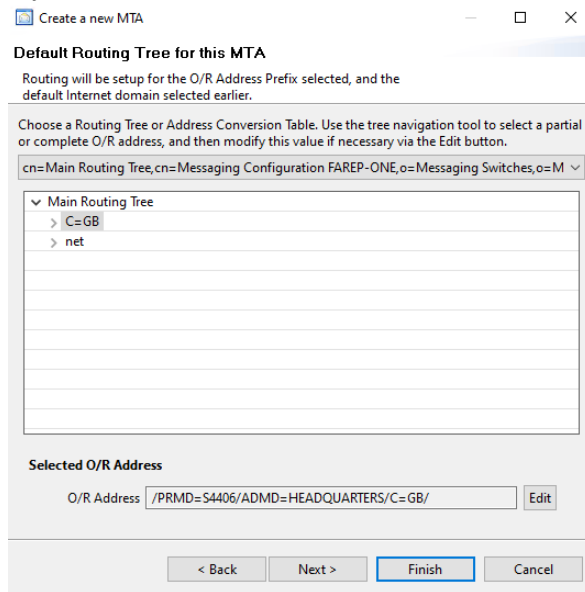 Create a new MTA
Default Routing Tree for this MTA
Routing will be setup for the O/R Address Prefix selected, and the
default Internet domain selected earlier.
Choose a Routing Tree or Address Conversion Table. Use the tree navigation tool to select a partial
or complete O/R address, and then modify this value if necessary via the Edit button.
cn=Main Routing Tree,cn=Messaging Configuration FAREP-ONE,o=Messaging Switches,o=M
Main Routing Tree
C=GB
net
Selected O/R Address
O/R Address /PRMD=S4406/ADMD=HEADQUARTERS/C=GB/ Edit
< Back Next > Finish Cancel